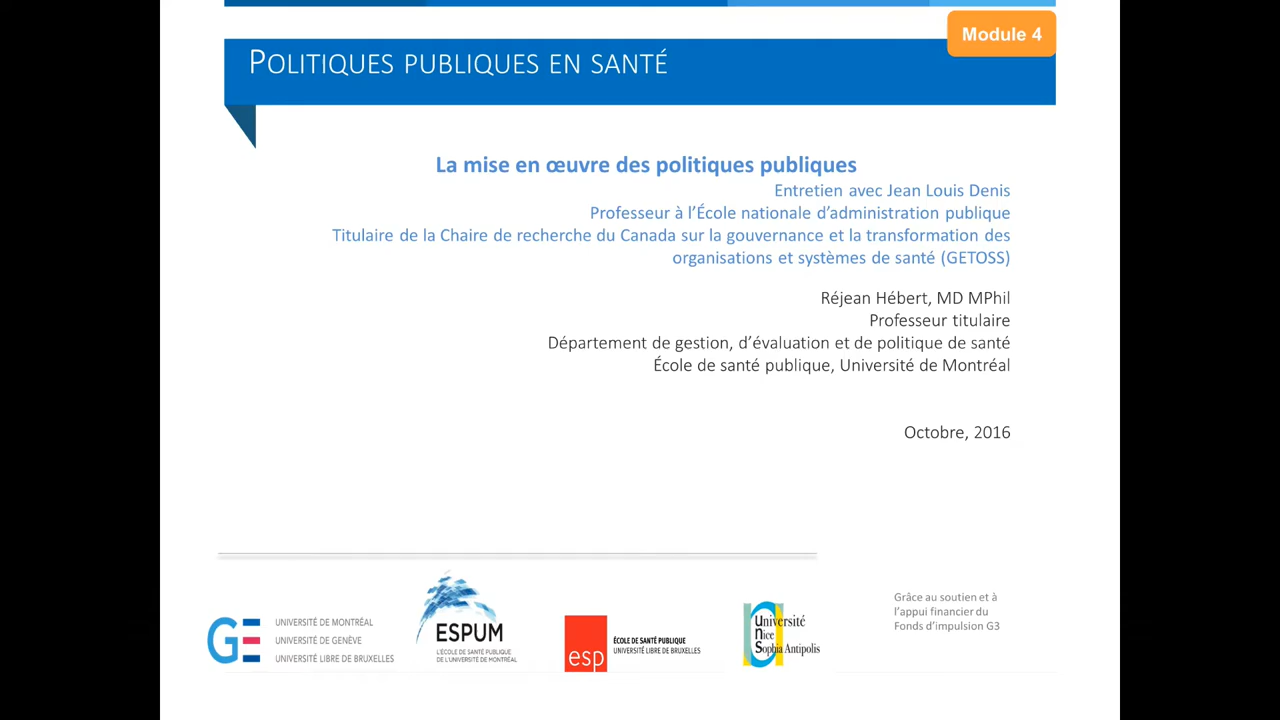 Module 4
POLITIQUES PUBLIQUES EN SANTÉ
La mise en œuvre des politiques publiques
Entretien avec Jean Louis Denis
Professeur à l'École nationale d'administration publique
Titulaire de la Chaire de recherche du Canada sur la gouvernance et la transformation des
organisations et systèmes de santé (GETOSS)
Réjean Hébert, MD MPhil
Professeur titulaire
Département de gestion, d'évaluation et de politique de santé
École de santé publique, Université de Montréal
Octobre, 2016
GE
UNIVERSITÉ DE MONTRÉAL
UNIVERSITÉ DE GENÈVE
UNIVERSITÉ LIBRE DE BRUXELLES
ESPUM
L'ÉCOLE DE SANTÉ PUBLIQUE
DE L'UNIVERSITÉ DE MONTRÉAL
esp
ÉCOLE DE SANTÉ PUBLIQUE
UNIVERSITÉ LIBRE DE BRUXELLES
Université
Nice
Sophia Antipolis
Grâce au soutien et à
l'appui financier du
Fonds d'impulsion G3